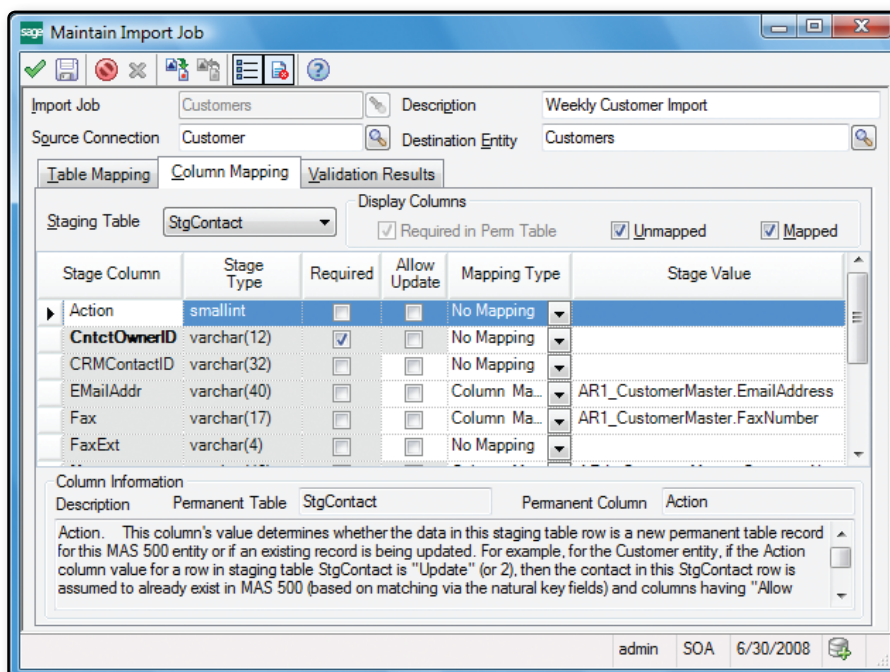 sage Maintain Import Job
Import Job Customers Description Weekly Customer Import
Source Connection Customer Destination Entity Customers
Table Mapping Column Mapping Validation Results
Display Columns
Staging Table StgContact Required in Perm Table Unmapped Mapped
Stage Column Stage Type Required Allow Update Mapping Type Stage Value
Action smallint No Mapping
CntctOwnerID varchar(12) No Mapping
CRMContactID varchar(32) No Mapping
EMailAddr varchar(40) Column Ma... AR1_CustomerMaster.EmailAddress
Fax varchar(17) Column Ma... AR1_CustomerMaster.FaxNumber
FaxExt varchar(4) No Mapping
Column Information
Description Permanent Table StgContact Permanent Column Action
Action. This column's value determines whether the data in this staging table row is a new permanent table record
for this MAS 500 entity or if an existing record is being updated. For example, for the Customer entity, if the Action
column value for a row in staging table StgContact is "Update" (or 2), then the contact in this StgContact row is
assumed to already exist in MAS 500 (based on matching via the natural key fields) and columns having "Allow
admin SOA 6/30/2008